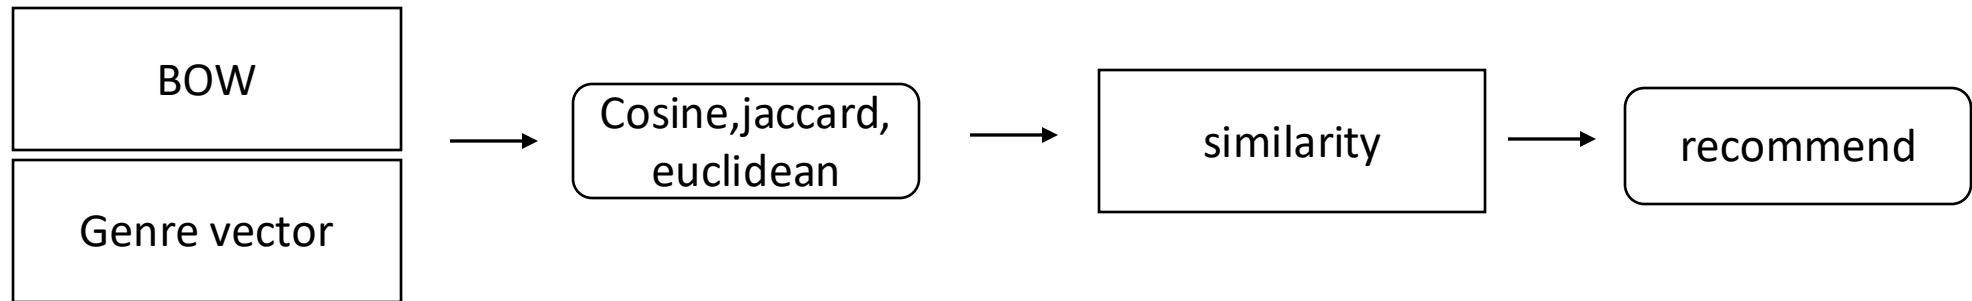 BOW
Genre vector
Cosine,jaccard,
euclidean
similarity
recommend